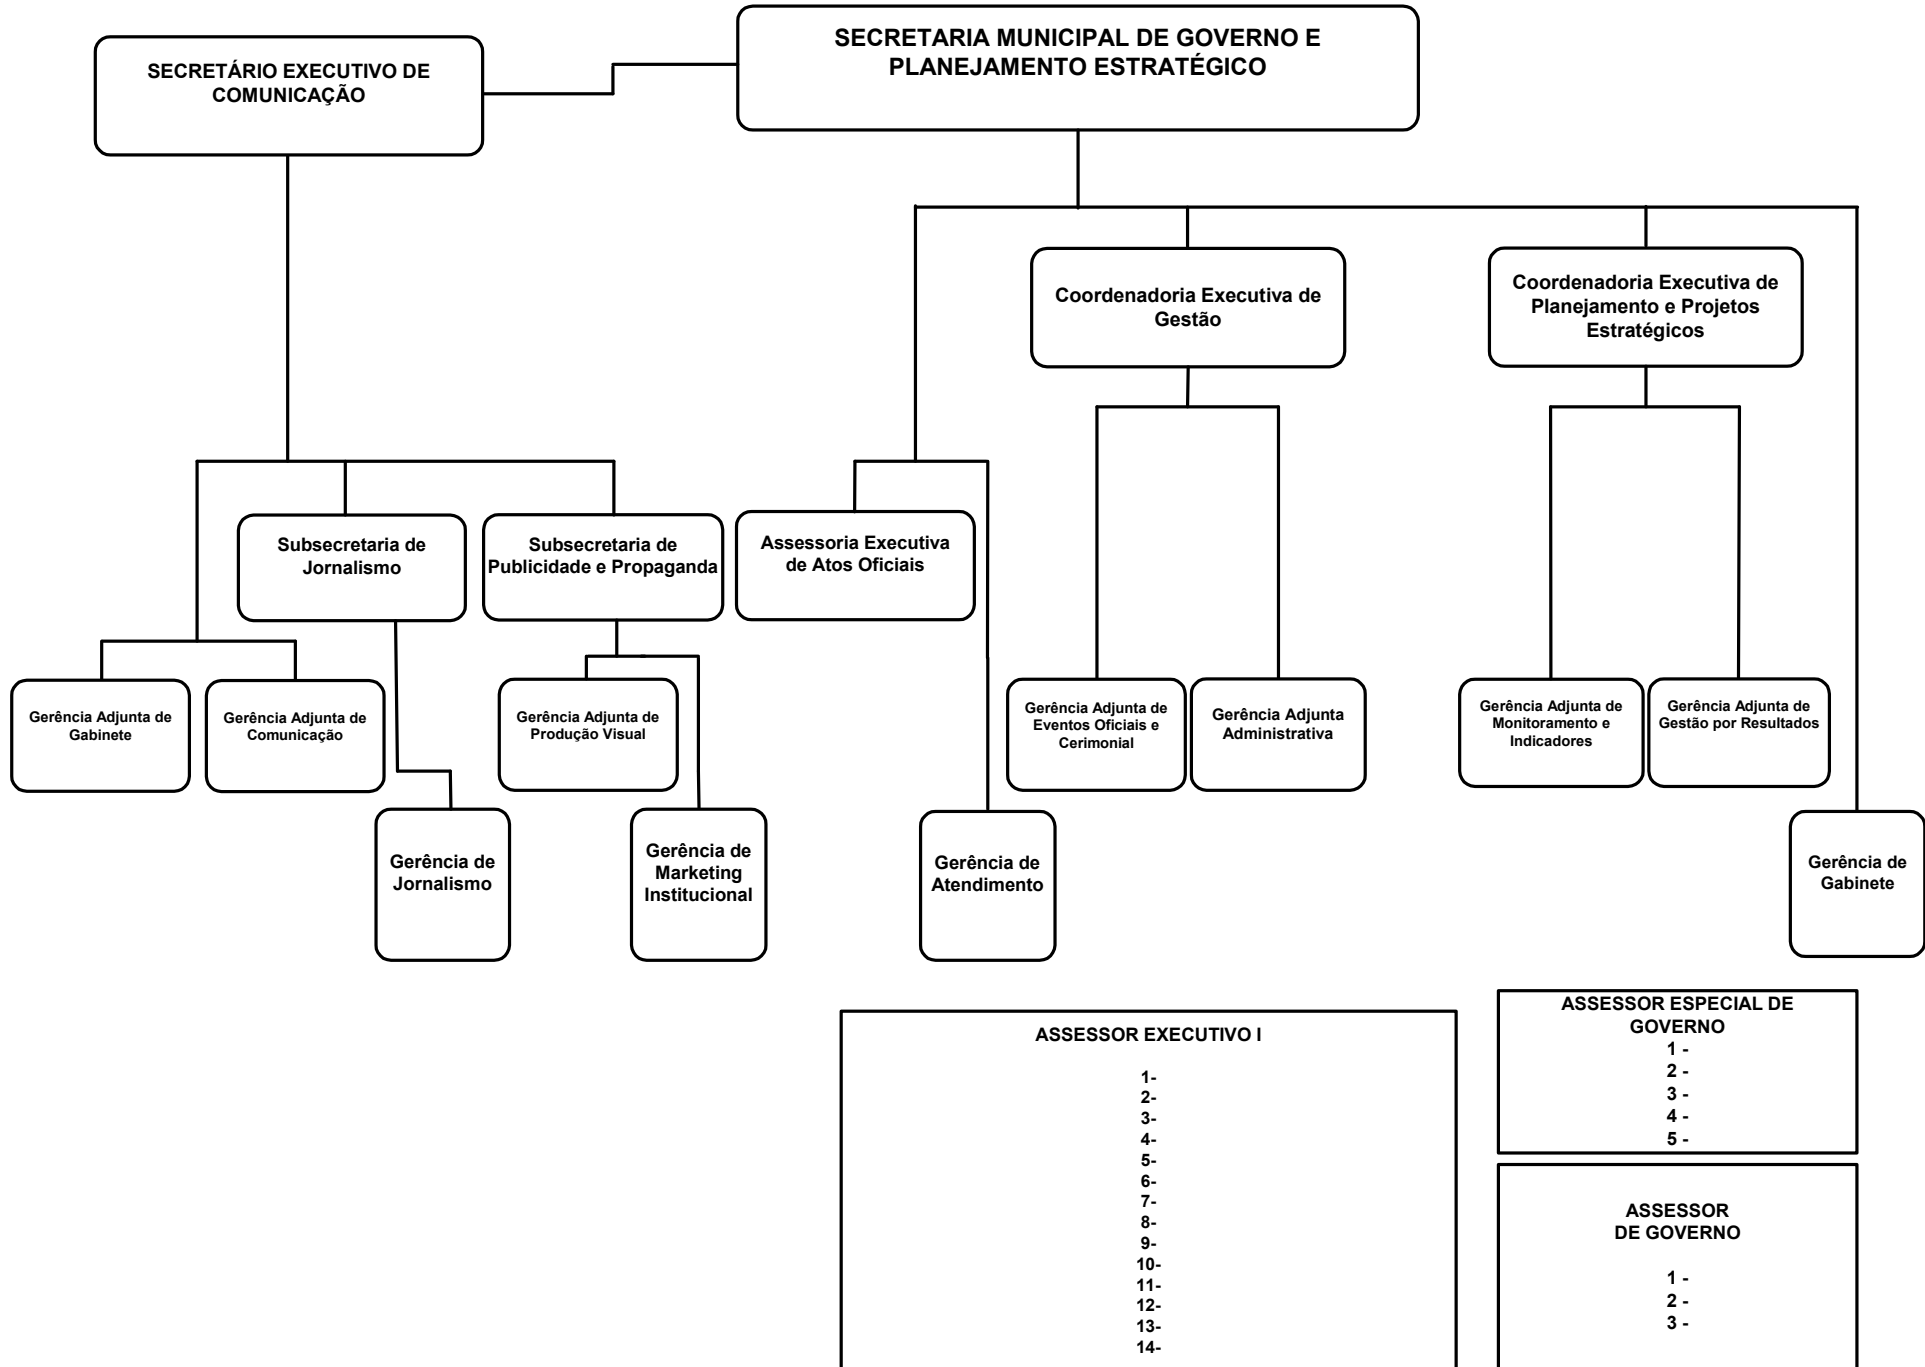 SECRETARIA MUNICIPAL DE GOVERNO E
PLANEJAMENTO ESTRATÉGICO
SECRETÁRIO EXECUTIVO DE
COMUNICAÇÃO
Coordenadoria Executiva de
Gestão
Coordenadoria Executiva de
Planejamento e Projetos
Estratégicos
Subsecretaria de
Jornalismo
Subsecretaria de
Publicidade e Propaganda
Assessoria Executiva
de Atos Oficiais
Gerência Adjunta de
Gabinete
Gerência Adjunta de
Comunicação
Gerência Adjunta de
Produção Visual
Gerência Adjunta de
Eventos Oficiais e
Cerimonial
Gerência Adjunta
Administrativa
Gerência Adjunta de
Monitoramento e
Indicadores
Gerência Adjunta de
Gestão por Resultados
Gerência de
Jornalismo
Gerência de
Marketing
Institucional
Gerência de
Atendimento
Gerência de
Gabinete
ASSESSOR EXECUTIVO I
1-
2-
3-
4-
5-
6-
7-
8-
9-
10-
11-
12-
13-
14-
ASSESSOR ESPECIAL DE
GOVERNO
1 -
2 -
3 -
4 -
5 -
ASSESSOR
DE GOVERNO
1 -
2 -
3 -